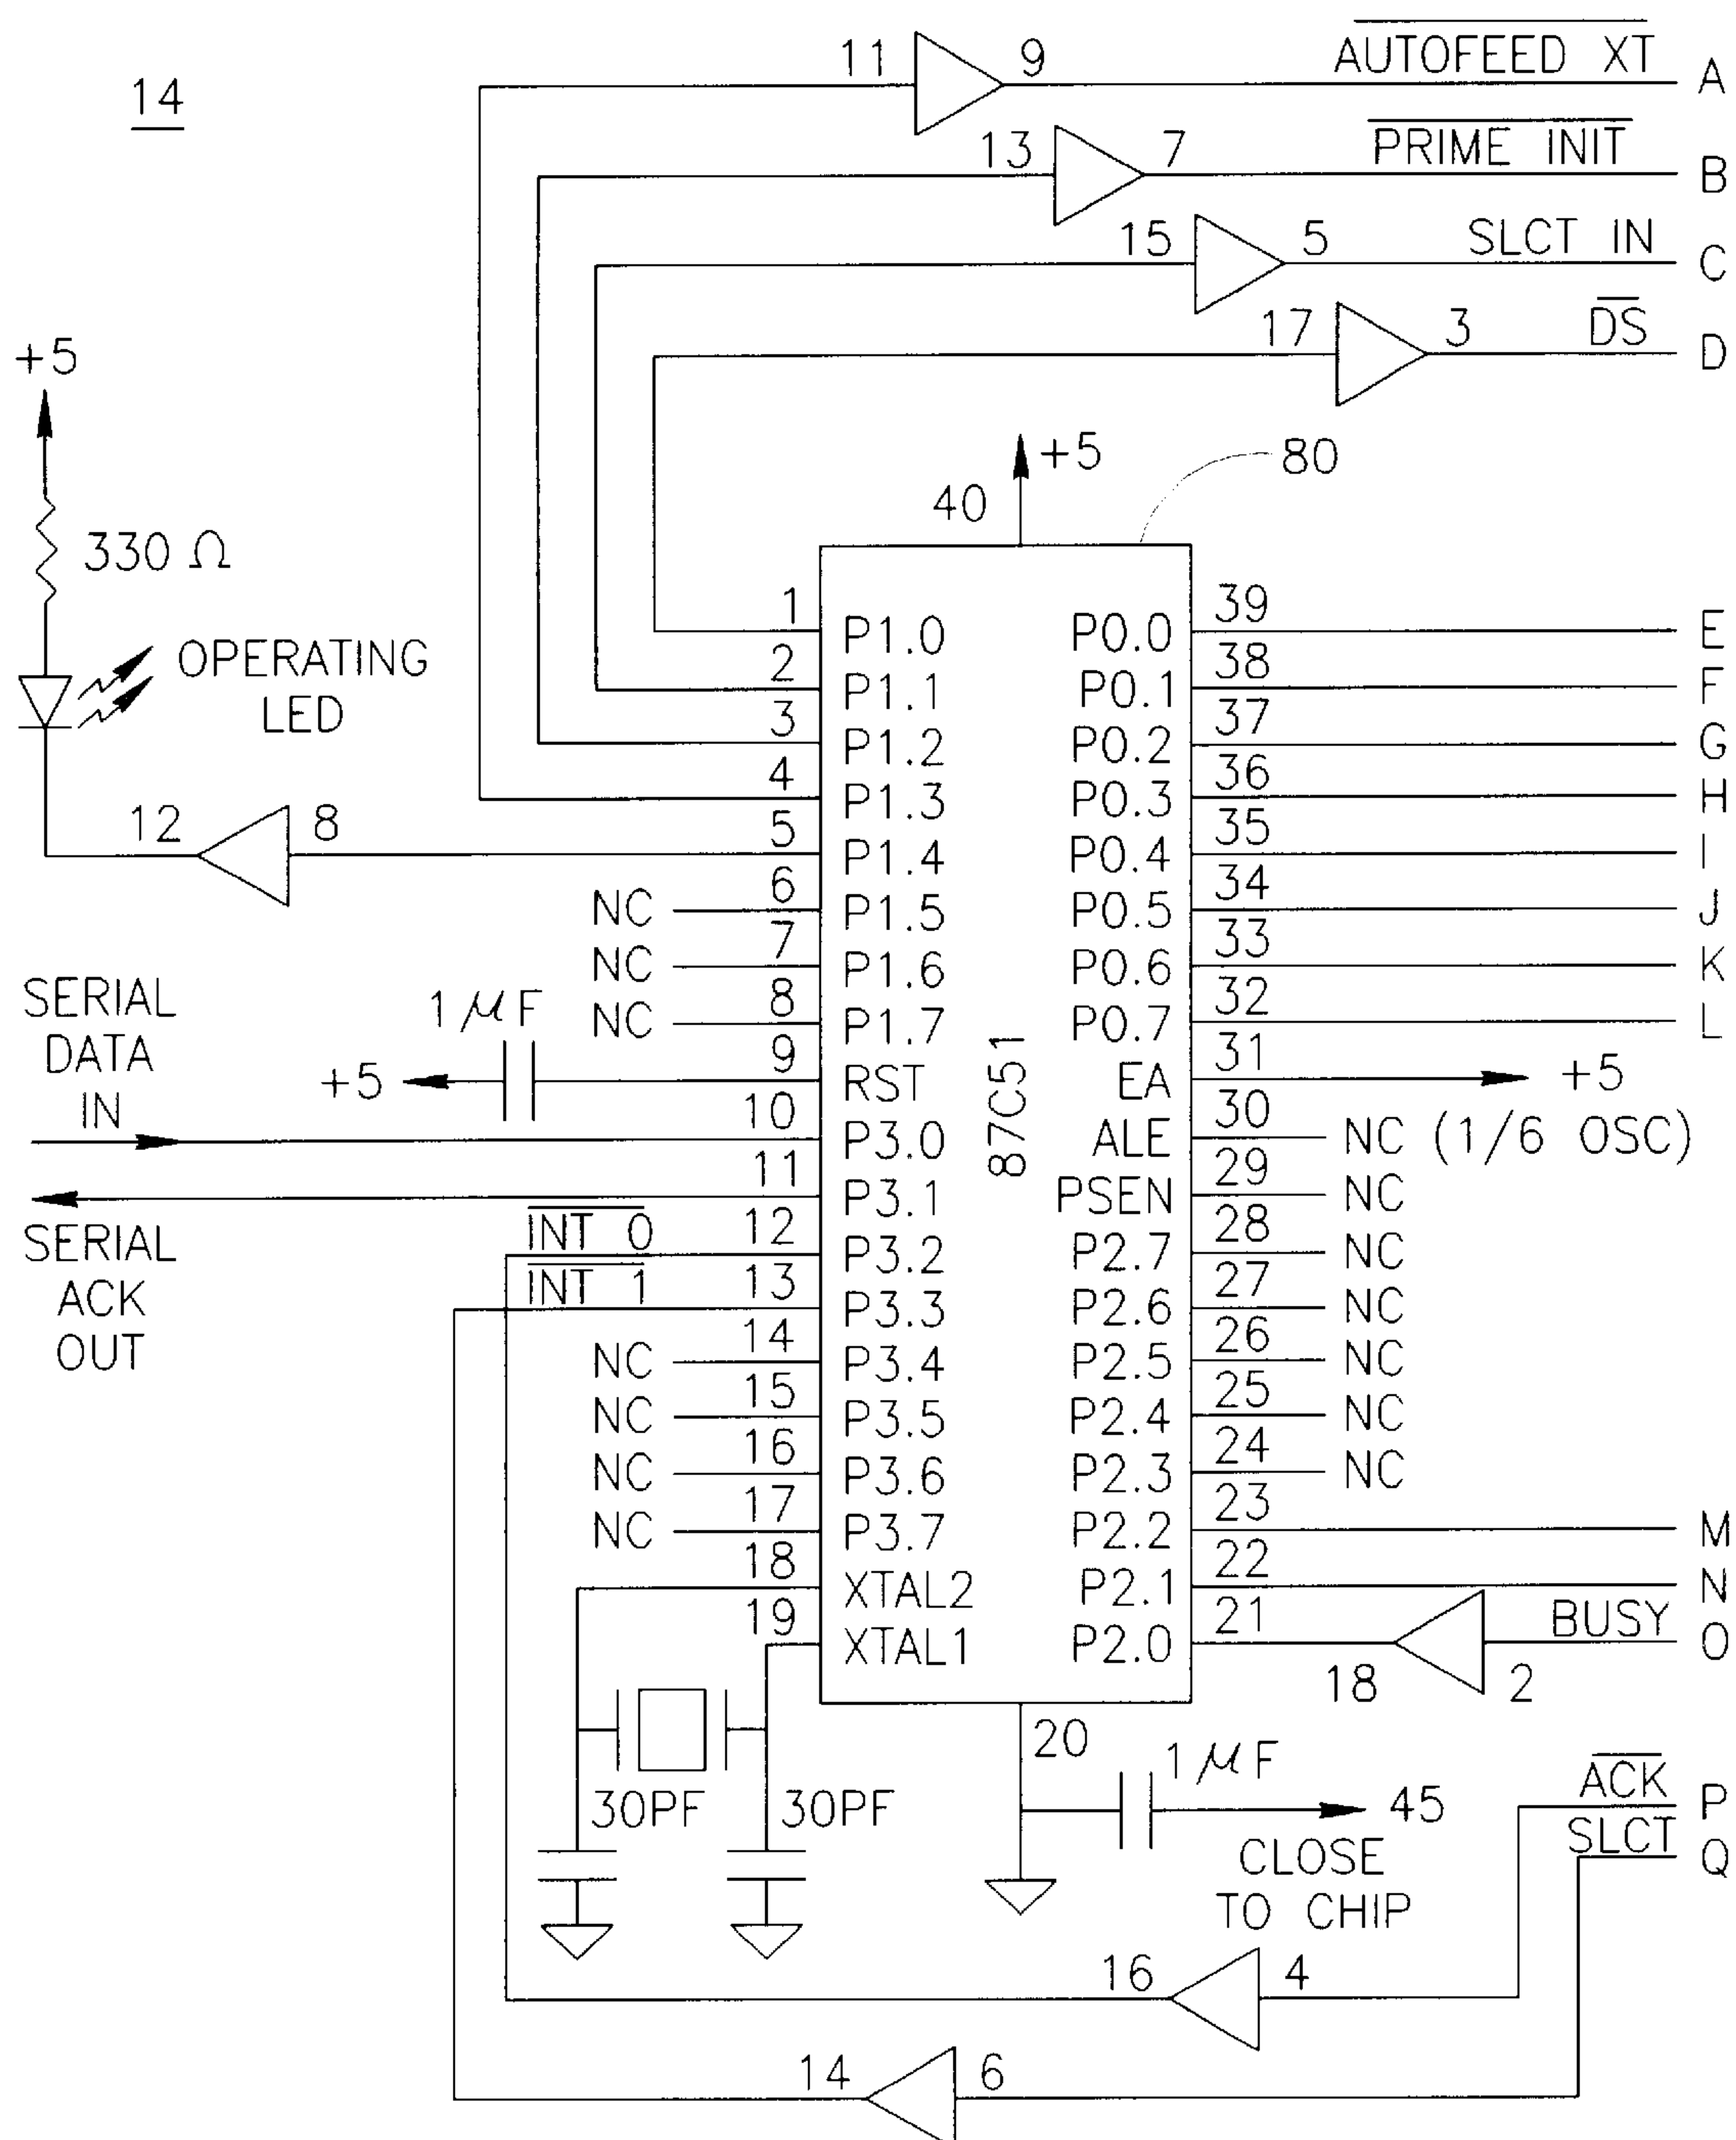 14
11 9 AUTOFEED XT A
13 7 PRIME INIT B
15 5 SLCT IN C
17 3 DS D
+5
330 Ω
OPERATING
LED
12 8
+5
40
80
87C51
1 P1.0
2 P1.1
3 P1.2
4 P1.3
5 P1.4
NC 6 P1.5
NC 7 P1.6
NC 8 P1.7
+5 1 μF 9 RST
SERIAL
DATA
IN
10 P3.0
11 P3.1
SERIAL
ACK
OUT
INT 0 12 P3.2
INT 1 13 P3.3
NC 14 P3.4
NC 15 P3.5
NC 16 P3.6
NC 17 P3.7
18 XTAL2
19 XTAL1
30PF 30PF
P0.0 39 E
P0.1 38 F
P0.2 37 G
P0.3 36 H
P0.4 35 I
P0.5 34 J
P0.6 33 K
P0.7 32 L
EA 31 +5
ALE 30 NC (1/6 OSC)
PSEN 29 NC
P2.7 28 NC
P2.6 27 NC
P2.5 26 NC
P2.4 25 NC
P2.3 24 NC
P2.2 23 M
P2.1 22 N
P2.0 21 18 2 BUSY O
20
1 μF
45
CLOSE
TO CHIP
ACK P
SLCT Q
16 4
14 6